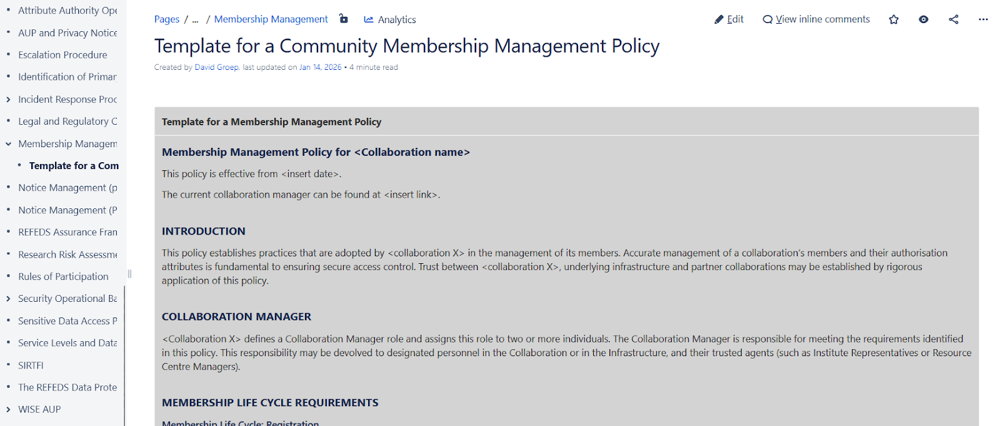 Attribute Authority Ope
AUP and Privacy Notice
Escalation Procedure
Identification of Primar
Incident Response Proc
Legal and Regulatory C
Membership Managem
Template for a Com
Notice Management (p
Notice Management (P
REFEDS Assurance Fran
Research Risk Assessme
Rules of Participation
Security Operational Ba
Sensitive Data Access P
Service Levels and Data
SIRTFI
The REFEDS Data Prote
WISE AUP
Pages / ... / Membership Management Analytics
Edit View inline comments
Template for a Community Membership Management Policy
Created by David Groep, last updated on Jan 14, 2026 • 4 minute read
Template for a Membership Management Policy
Membership Management Policy for <Collaboration name>
This policy is effective from <insert date>.
The current collaboration manager can be found at <insert link>.
INTRODUCTION
This policy establishes practices that are adopted by <collaboration X> in the management of its members. Accurate management of a collaboration's members and their authorisation
attributes is fundamental to ensuring secure access control. Trust between <collaboration X>, underlying infrastructure and partner collaborations may be established by rigorous
application of this policy.
COLLABORATION MANAGER
<Collaboration X> defines a Collaboration Manager role and assigns this role to two or more individuals. The Collaboration Manager is responsible for meeting the requirements identified
in this policy. This responsibility may be devolved to designated personnel in the Collaboration or in the Infrastructure, and their trusted agents (such as Institute Representatives or Resource
Centre Managers).
MEMBERSHIP LIFE CYCLE REQUIREMENTS
Membership Life Cycle: Registration